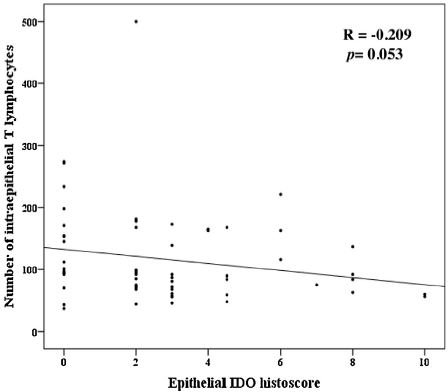 R = -0.209
p= 0.053
Number of intraepithelial T lymphocytes
500
400
300
200
100
0
0 2 4 6 8 10
Epithelial IDO histoscore